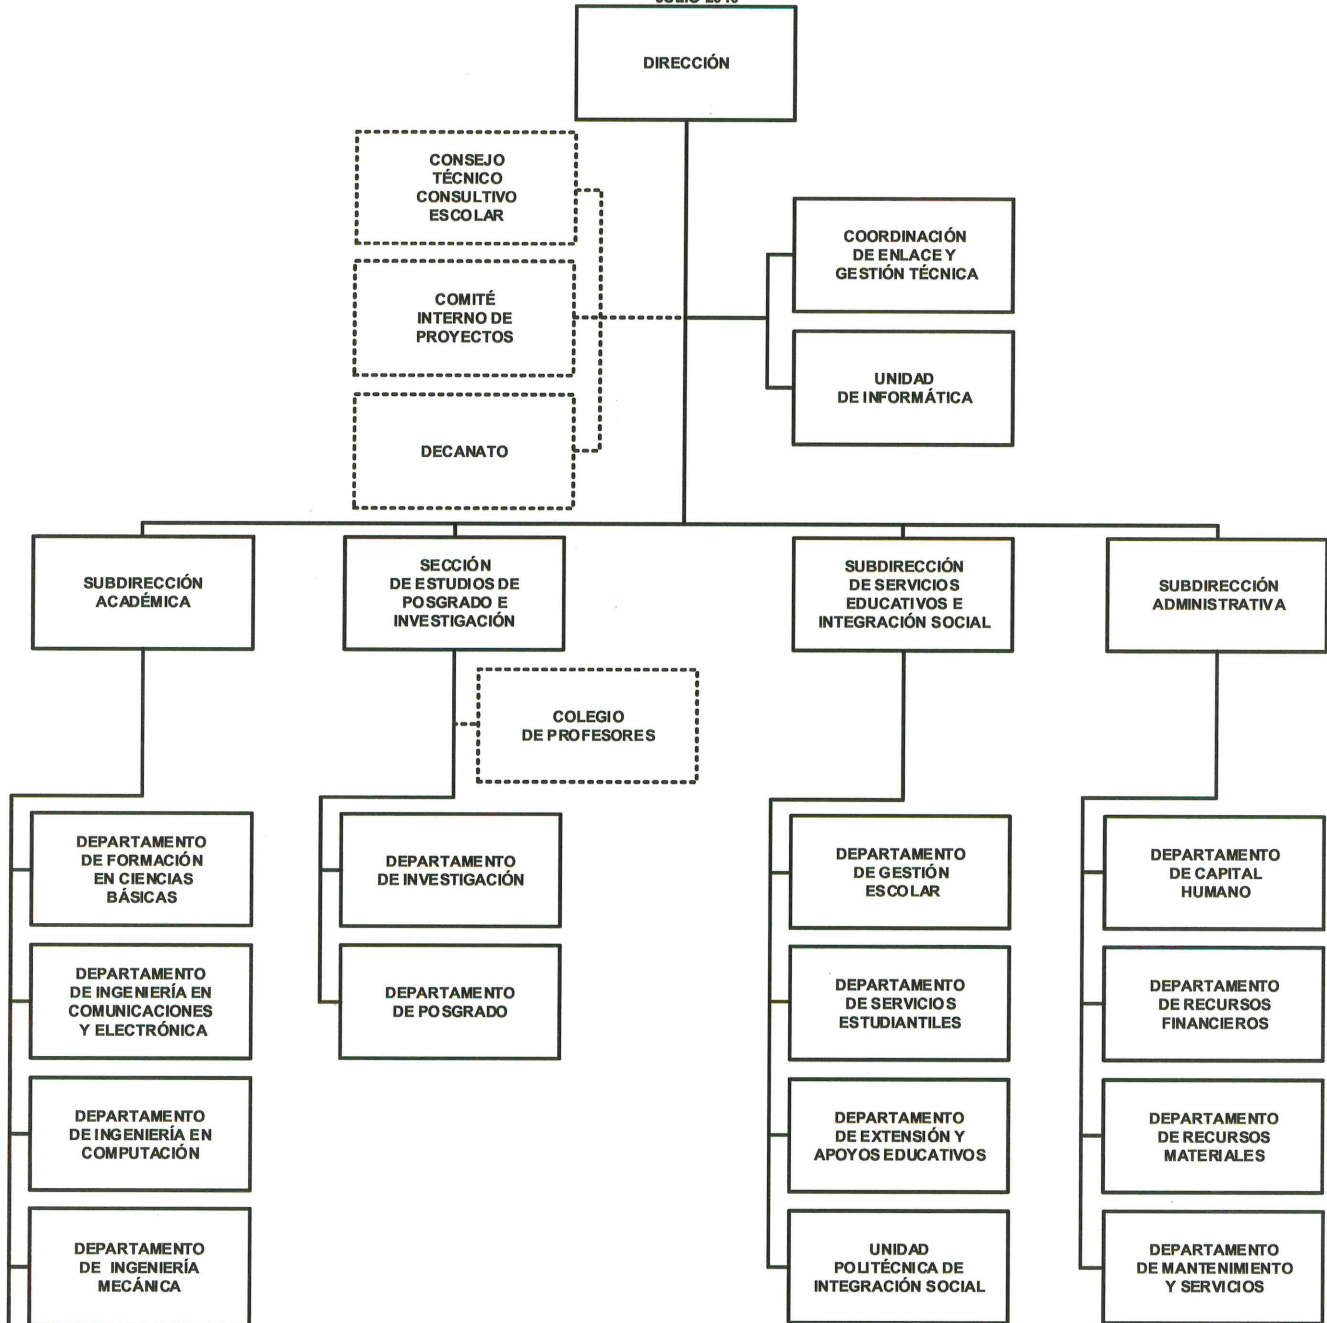 DIRECCIÓN
CONSEJO
TÉCNICO
CONSULTIVO
ESCOLAR
COORDINACIÓN
DE ENLACE Y
GESTIÓN TÉCNICA
COMITÉ
INTERNO DE
PROYECTOS
UNIDAD
DE INFORMÁTICA
DECANATO
SUBDIRECCIÓN
ACADÉMICA
SECCIÓN
DE ESTUDIOS DE
POSGRADO E
INVESTIGACIÓN
SUBDIRECCIÓN
DE SERVICIOS
EDUCATIVOS E
INTEGRACIÓN SOCIAL
SUBDIRECCIÓN
ADMINISTRATIVA
COLEGIO
DE PROFESORES
DEPARTAMENTO
DE FORMACIÓN
EN CIENCIAS
BÁSICAS
DEPARTAMENTO
DE INVESTIGACIÓN
DEPARTAMENTO
DE GESTIÓN
ESCOLAR
DEPARTAMENTO
DE CAPITAL
HUMANO
DEPARTAMENTO
DE INGENIERÍA EN
COMUNICACIONES
Y ELECTRÓNICA
DEPARTAMENTO
DE POSGRADO
DEPARTAMENTO
DE SERVICIOS
ESTUDIANTILES
DEPARTAMENTO
DE RECURSOS
FINANCIEROS
DEPARTAMENTO
DE INGENIERÍA EN
COMPUTACIÓN
DEPARTAMENTO
DE EXTENSIÓN Y
APOYOS EDUCATIVOS
DEPARTAMENTO
DE RECURSOS
MATERIALES
DEPARTAMENTO
DE INGENIERÍA
MECÁNICA
UNIDAD
POLITÉCNICA DE
INTEGRACIÓN SOCIAL
DEPARTAMENTO
DE MANTENIMIENTO
Y SERVICIOS